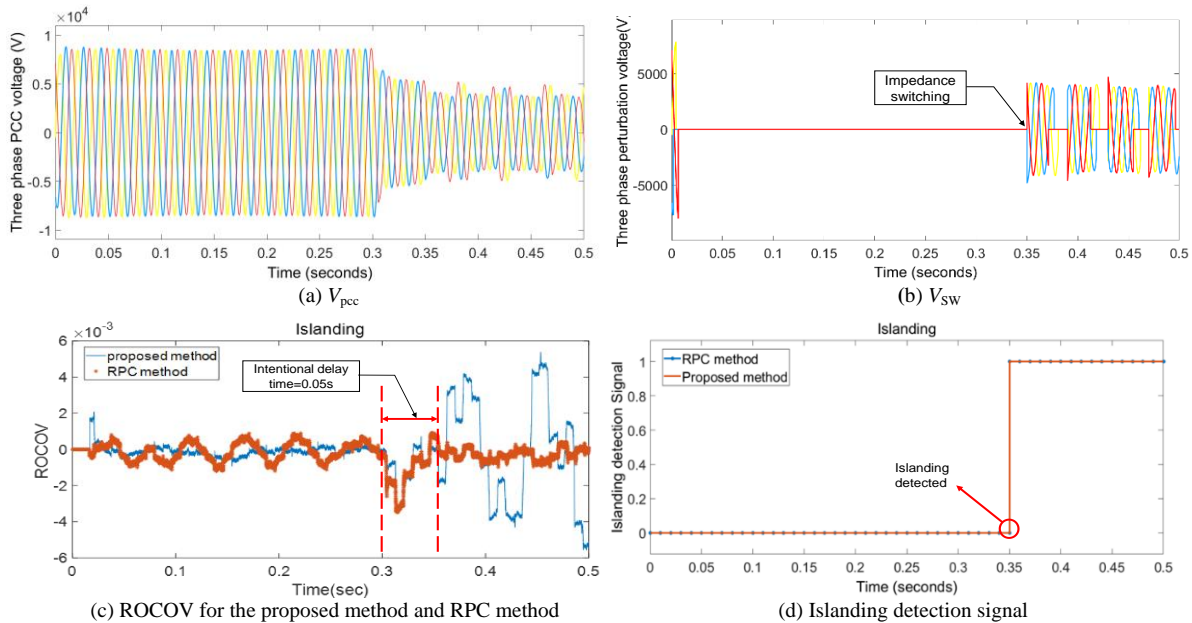 ×10⁴
Three phase PCC voltage (V)
1
0.5
0
-0.5
-1
0 0.05 0.1 0.15 0.2 0.25 0.3 0.35 0.4 0.45 0.5
Time (seconds)
(a) Vpcc
Three phase perturbation voltage(V)
5000
0
-5000
Impedance
switching
0 0.05 0.1 0.15 0.2 0.25 0.3 0.35 0.4 0.45 0.5
Time (seconds)
(b) VSW
Islanding
×10⁻³
ROCOV
6
4
2
0
-2
-4
-6
proposed method
RPC method
Intentional delay
time=0.05s
0 0.1 0.2 0.3 0.4 0.5
Time(sec)
(c) ROCOV for the proposed method and RPC method
Islanding
Islanding detection Signal
1
0.8
0.6
0.4
0.2
0
RPC method
Proposed method
Islanding
detected
0 0.05 0.1 0.15 0.2 0.25 0.3 0.35 0.4 0.45 0.5
Time (seconds)
(d) Islanding detection signal